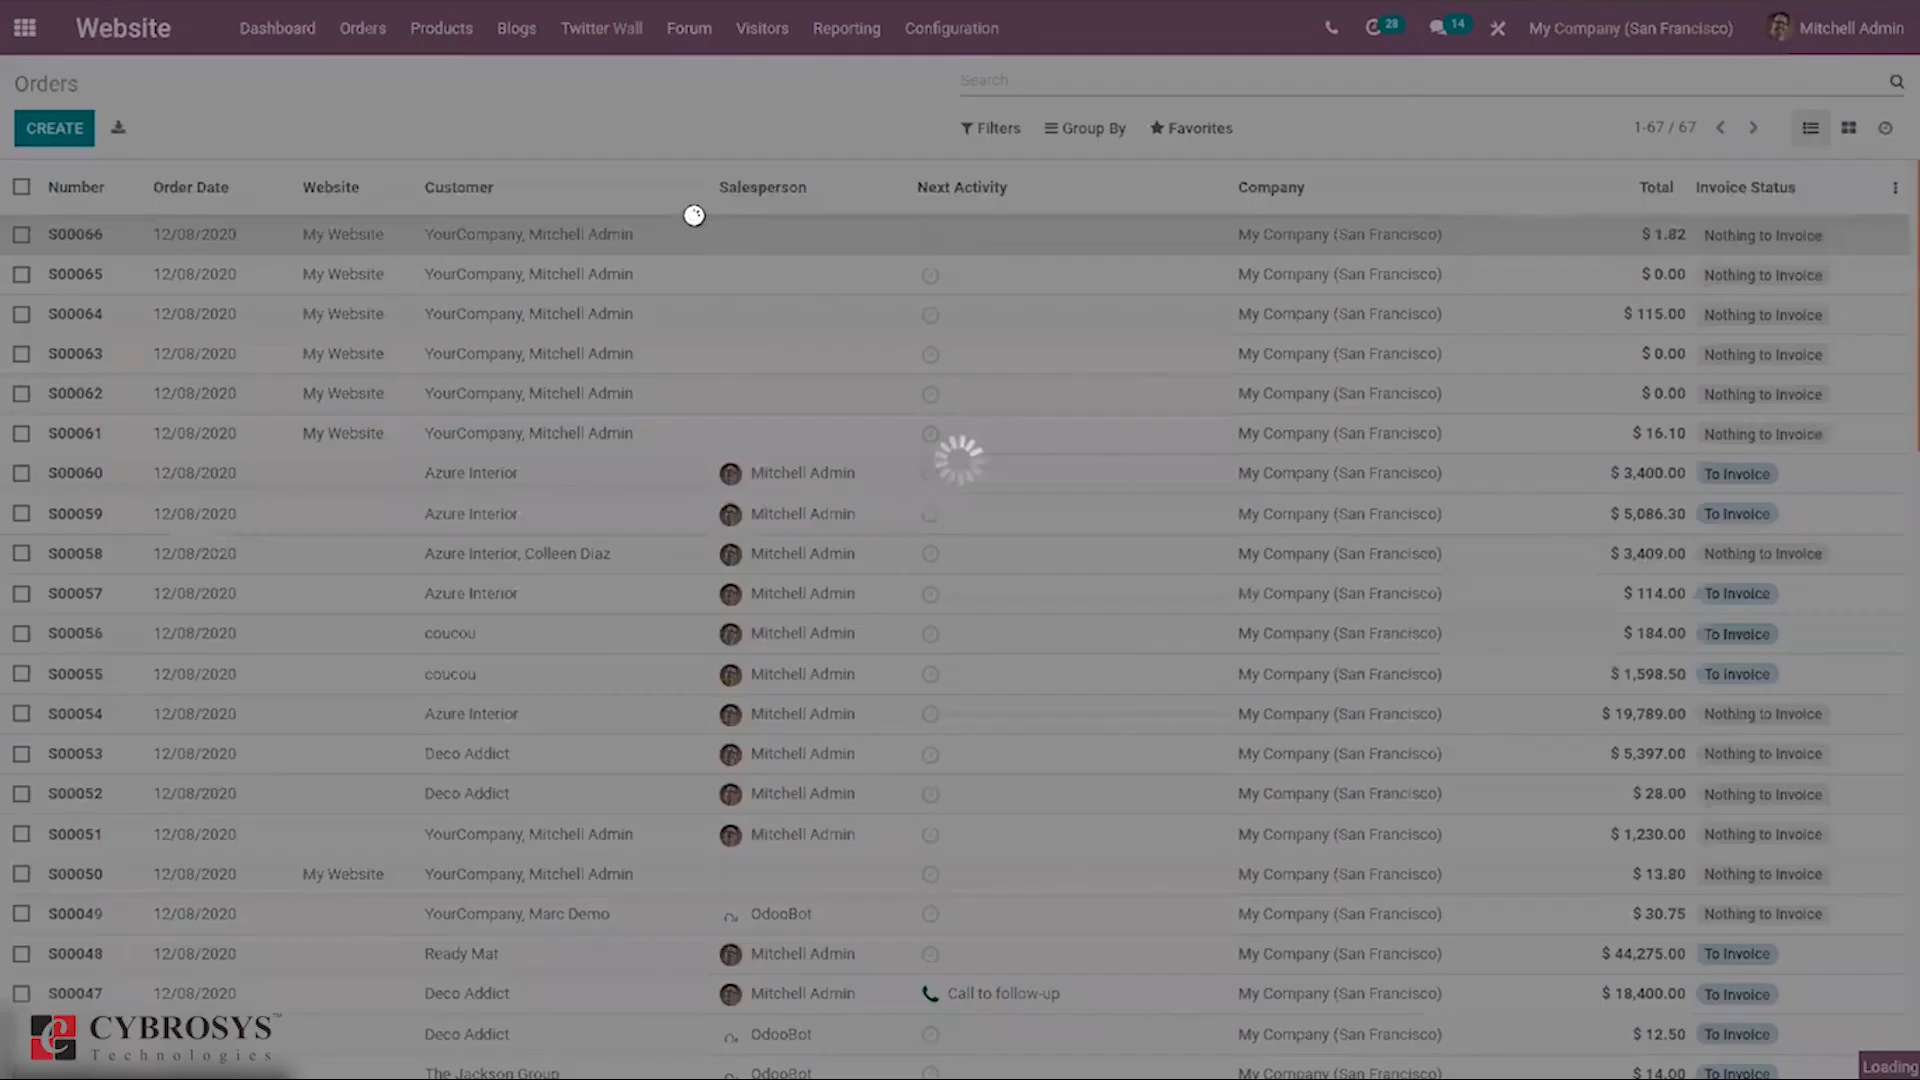 Website Dashboard Orders Products Blogs Twitter Wall Forum Visitors Reporting Configuration 28 14 My Company (San Francisco) Mitchell Admin
Orders Search...
CREATE Filters Group By Favorites 1-67 / 67
Number Order Date Website Customer Salesperson Next Activity Company Total Invoice Status
S00066 12/08/2020 My Website YourCompany, Mitchell Admin My Company (San Francisco) $ 1.82 Nothing to Invoice
S00065 12/08/2020 My Website YourCompany, Mitchell Admin My Company (San Francisco) $ 0.00 Nothing to Invoice
S00064 12/08/2020 My Website YourCompany, Mitchell Admin My Company (San Francisco) $ 115.00 Nothing to Invoice
S00063 12/08/2020 My Website YourCompany, Mitchell Admin My Company (San Francisco) $ 0.00 Nothing to Invoice
S00062 12/08/2020 My Website YourCompany, Mitchell Admin My Company (San Francisco) $ 0.00 Nothing to Invoice
S00061 12/08/2020 My Website YourCompany, Mitchell Admin My Company (San Francisco) $ 16.10 Nothing to Invoice
S00060 12/08/2020 Azure Interior Mitchell Admin My Company (San Francisco) $ 3,400.00 To Invoice
S00059 12/08/2020 Azure Interior Mitchell Admin My Company (San Francisco) $ 5,086.30 To Invoice
S00058 12/08/2020 Azure Interior, Colleen Diaz Mitchell Admin My Company (San Francisco) $ 3,409.00 Nothing to Invoice
S00057 12/08/2020 Azure Interior Mitchell Admin My Company (San Francisco) $ 114.00 To Invoice
S00056 12/08/2020 coucou Mitchell Admin My Company (San Francisco) $ 184.00 To Invoice
S00055 12/08/2020 coucou Mitchell Admin My Company (San Francisco) $ 1,598.50 To Invoice
S00054 12/08/2020 Azure Interior Mitchell Admin My Company (San Francisco) $ 19,789.00 Nothing to Invoice
S00053 12/08/2020 Deco Addict Mitchell Admin My Company (San Francisco) $ 5,397.00 Nothing to Invoice
S00052 12/08/2020 Deco Addict Mitchell Admin My Company (San Francisco) $ 28.00 Nothing to Invoice
S00051 12/08/2020 YourCompany, Mitchell Admin Mitchell Admin My Company (San Francisco) $ 1,230.00 Nothing to Invoice
S00050 12/08/2020 My Website YourCompany, Mitchell Admin My Company (San Francisco) $ 13.80 Nothing to Invoice
S00049 12/08/2020 YourCompany, Marc Demo OdooBot My Company (San Francisco) $ 30.75 Nothing to Invoice
S00048 12/08/2020 Ready Mat Mitchell Admin My Company (San Francisco) $ 44,275.00 To Invoice
S00047 12/08/2020 Deco Addict Mitchell Admin Call to follow-up My Company (San Francisco) $ 18,400.00 To Invoice
Deco Addict OdooBot My Company (San Francisco) $ 12.50 To Invoice
The Jackson Group OdooBot My Company (San Francisco) $ 14.00 To Invoice
CYBROSYS™
Technologies
Loading